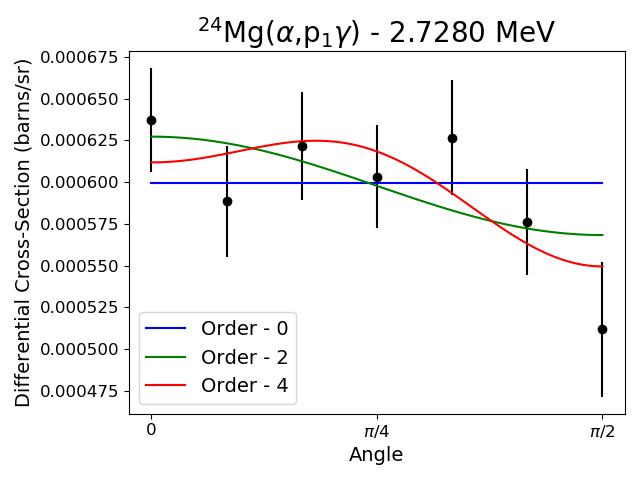 ²⁴Mg(α,p₁γ) - 2.7280 MeV
Differential Cross-Section (barns/sr)
0.000675
0.000650
0.000625
0.000600
0.000575
0.000550
0.000525
0.000500
0.000475
Order - 0
Order - 2
Order - 4
0 π/4 π/2
Angle